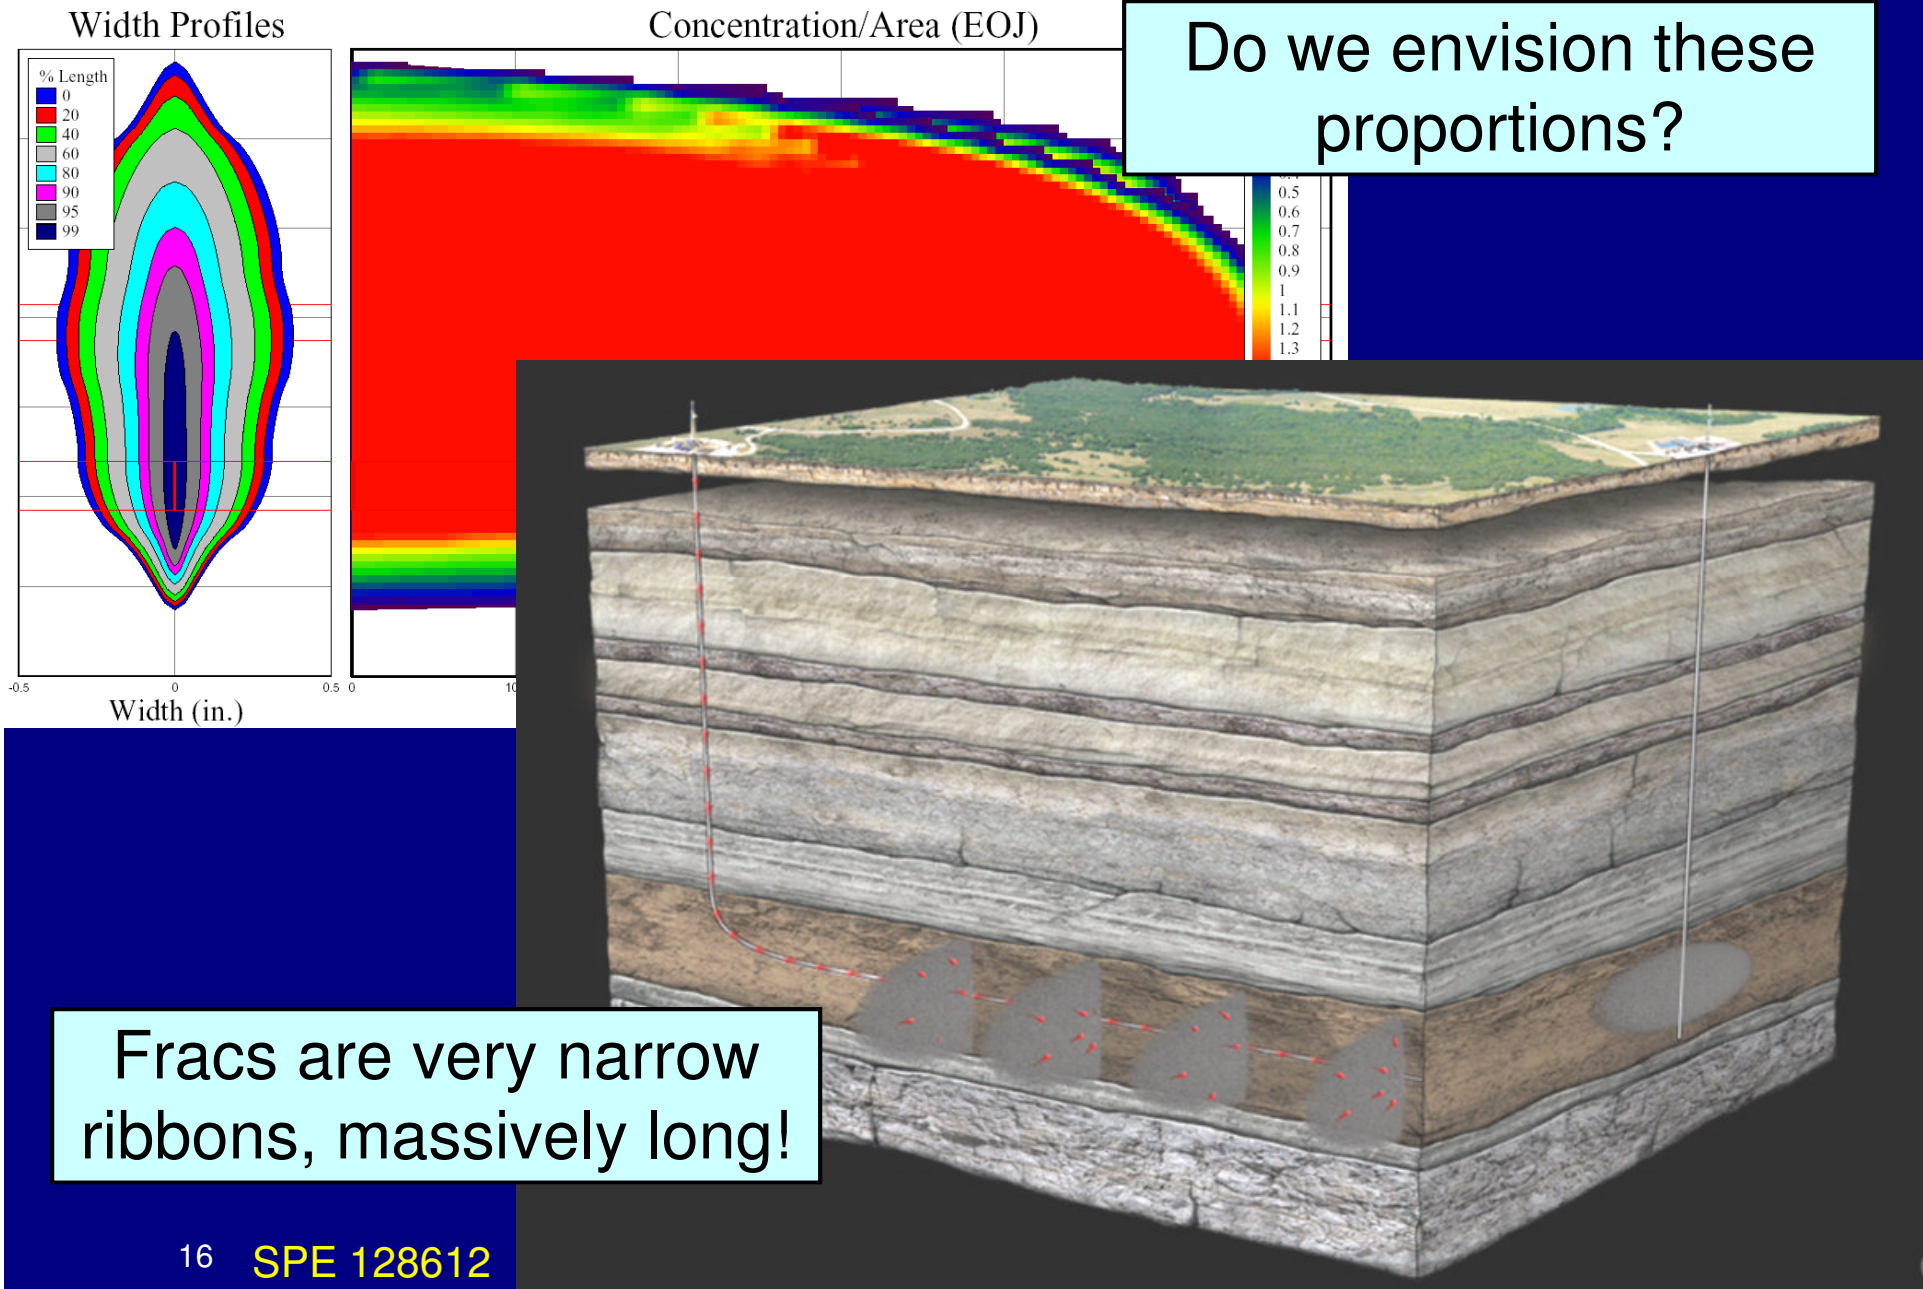 Width Profiles
Concentration/Area (EOJ)
Do we envision these
proportions?
% Length
0
20
40
60
80
90
95
99
0.5
0.6
0.7
0.8
0.9
1
1.1
1.2
1.3
-0.5
0
0.5
0
Width (in.)
Fracs are very narrow
ribbons, massively long!
16
SPE 128612